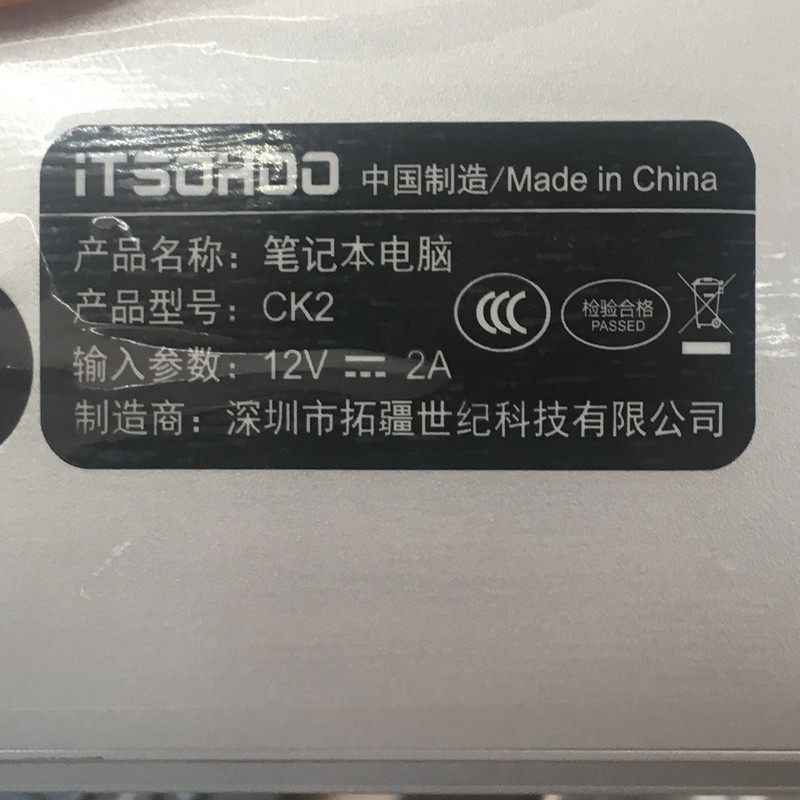 iTSOHOO 中国制造/Made in China
产品名称：笔记本电脑
产品型号：CK2
输入参数：12V ⎓ 2A
制造商：深圳市拓疆世纪科技有限公司
CCC
检验合格
PASSED